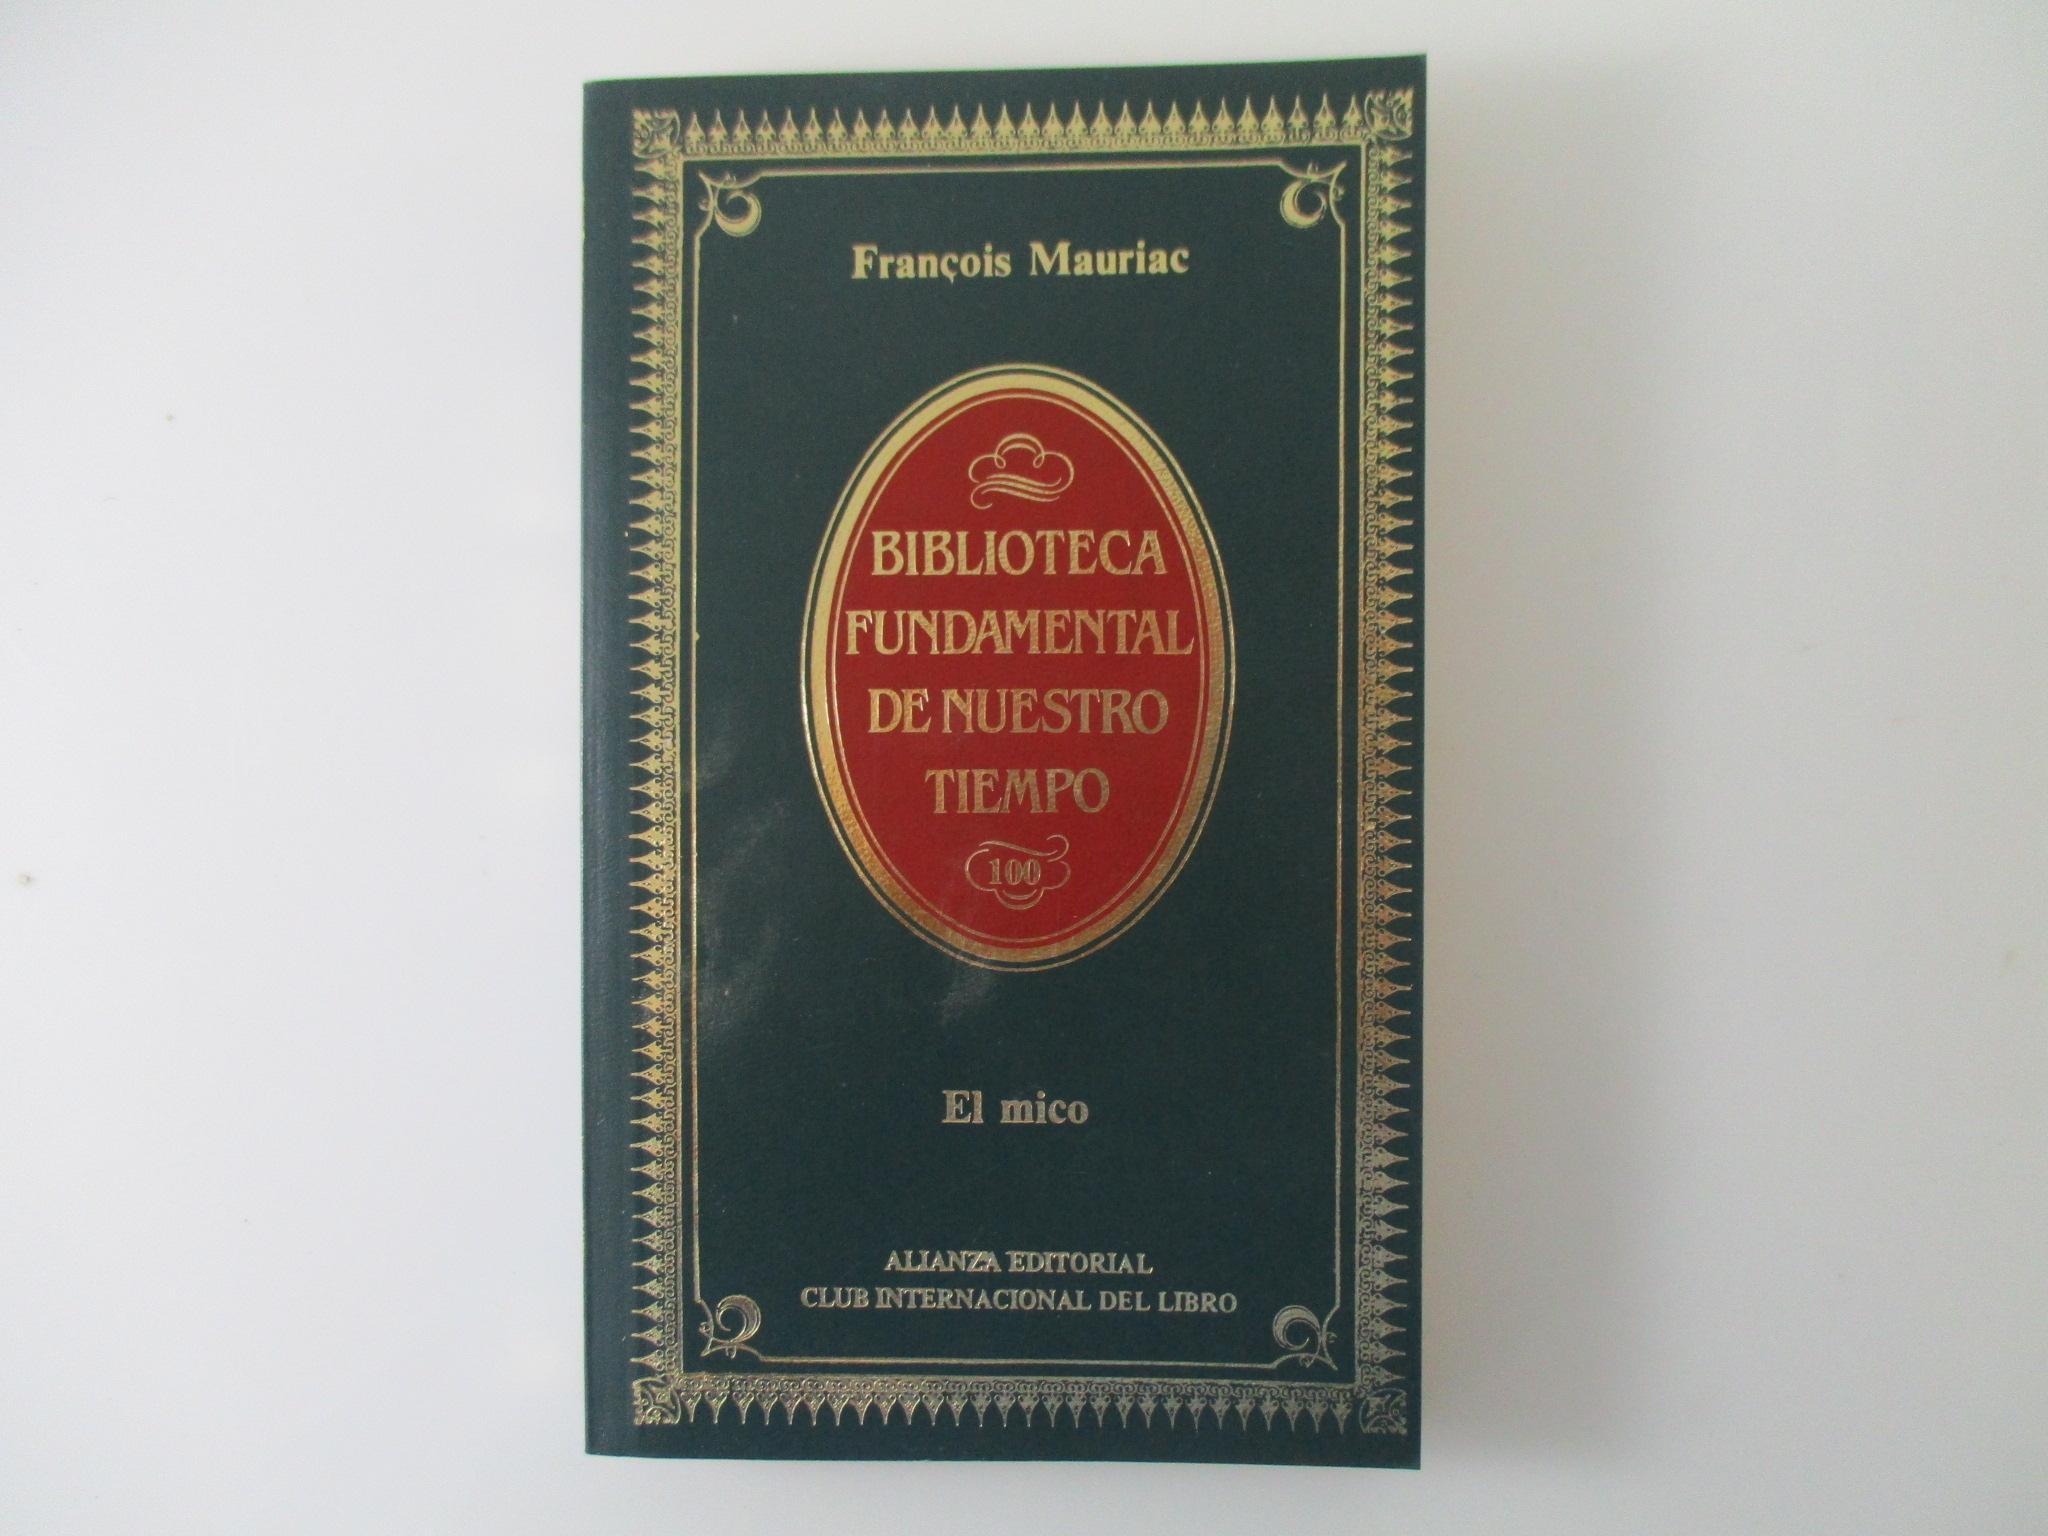 François Mauriac
BIBLIOTECA
FUNDAMENTAL
DE NUESTRO
TIEMPO
100
El mico
ALIANZA EDITORIAL
CLUB INTERNACIONAL DEL LIBRO